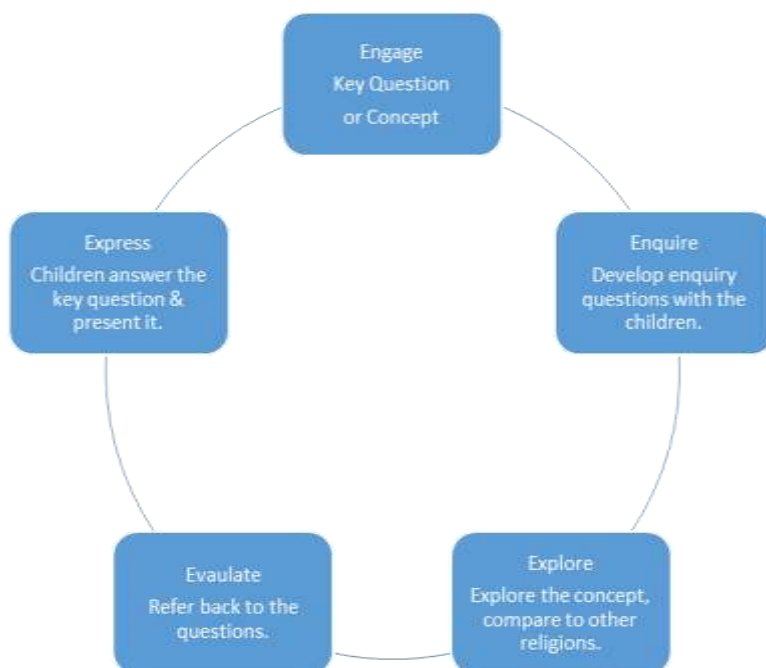 Engage
Key Question
or Concept
Enquire
Develop enquiry
questions with the
children.
Explore
Explore the concept,
compare to other
religions.
Evaulate
Refer back to the
questions.
Express
Children answer the
key question &
present it.